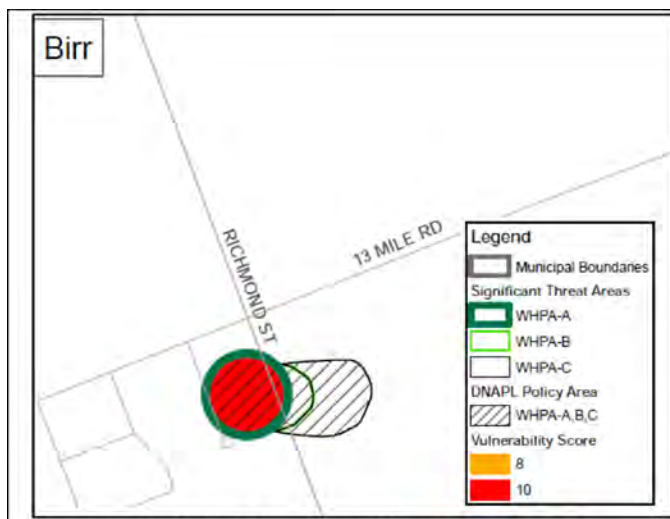 Birr
RICHMOND ST
13 MILE RD
Legend
Municipal Boundaries
Significant Threat Areas
WHPA-A
WHPA-B
WHPA-C
DNAPL Policy Area
WHPA-A,B,C
Vulnerability Score
8
10